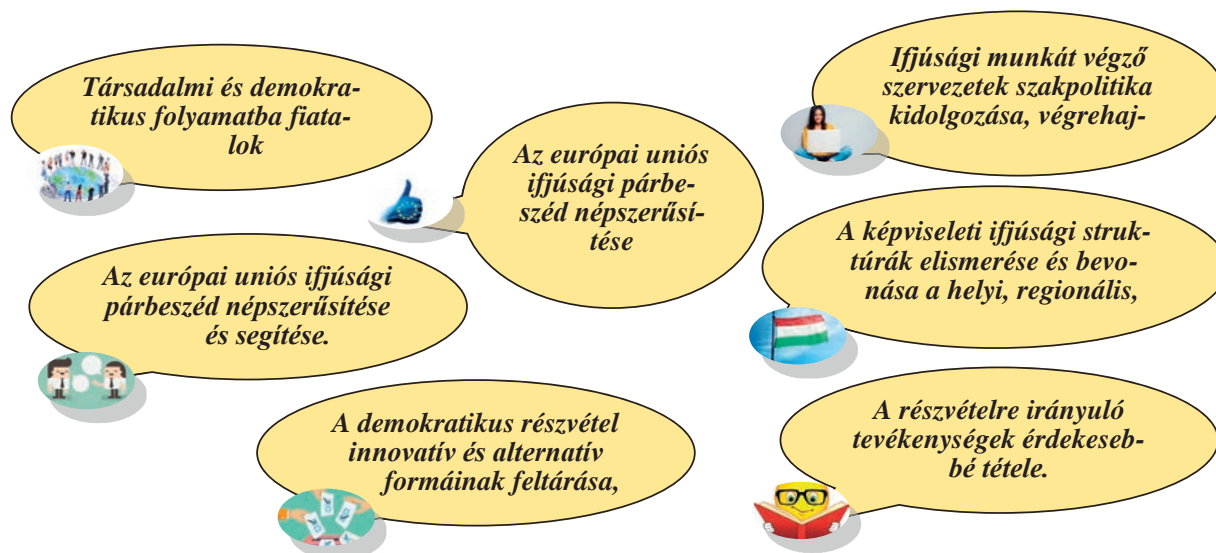 Társadalmi és demokra-
tikus folyamatba fiata-
lok
Az európai uniós
ifjúsági párbe-
széd népszerűsí-
tése
Ifjúsági munkát végző
szervezetek szakpolitika
kidolgozása, végrehaj-
Az európai uniós ifjúsági
párbeszéd népszerűsítése
és segítése.
A képviseleti ifjúsági struk-
túrák elismerése és bevo-
nása a helyi, regionális,
A demokratikus részvétel
innovatív és alternatív
formáinak feltárása,
A részvételre irányuló
tevékenységek érdekeseb-
bé tétele.